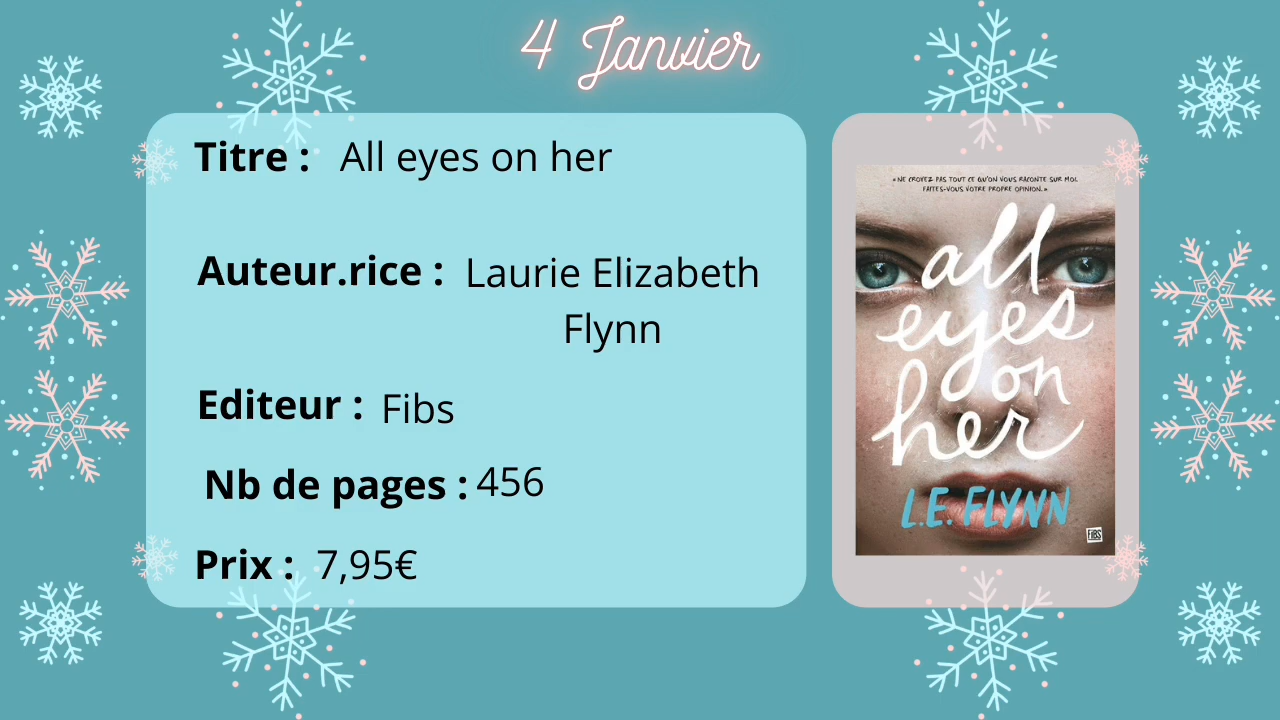 4 Janvier
Titre : All eyes on her
Auteur.rice : Laurie Elizabeth
Flynn
Editeur : Fibs
Nb de pages : 456
Prix : 7,95€
« NE CROYEZ PAS TOUT CE QU'ON VOUS RACONTE SUR MOI.
FAITES-VOUS VOTRE PROPRE OPINION. »
all
eyes
on
her
L.E. FLYNN
FIBS